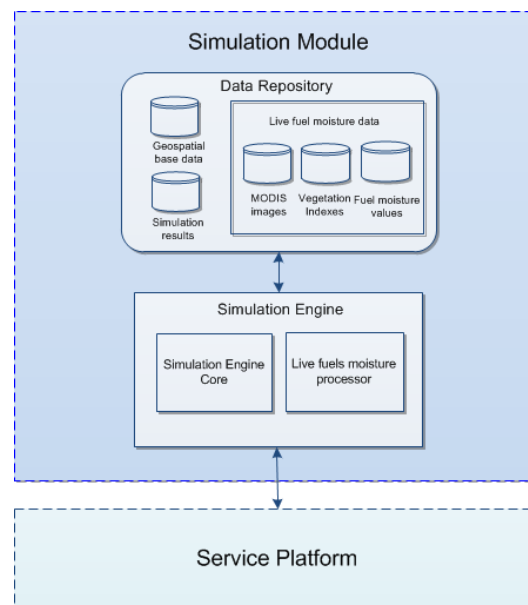 Simulation Module
Data Repository
Geospatial
base data
Simulation
results
Live fuel moisture data
MODIS
images
Vegetation
Indexes
Fuel moisture
values
Simulation Engine
Simulation Engine
Core
Live fuels moisture
processor
Service Platform